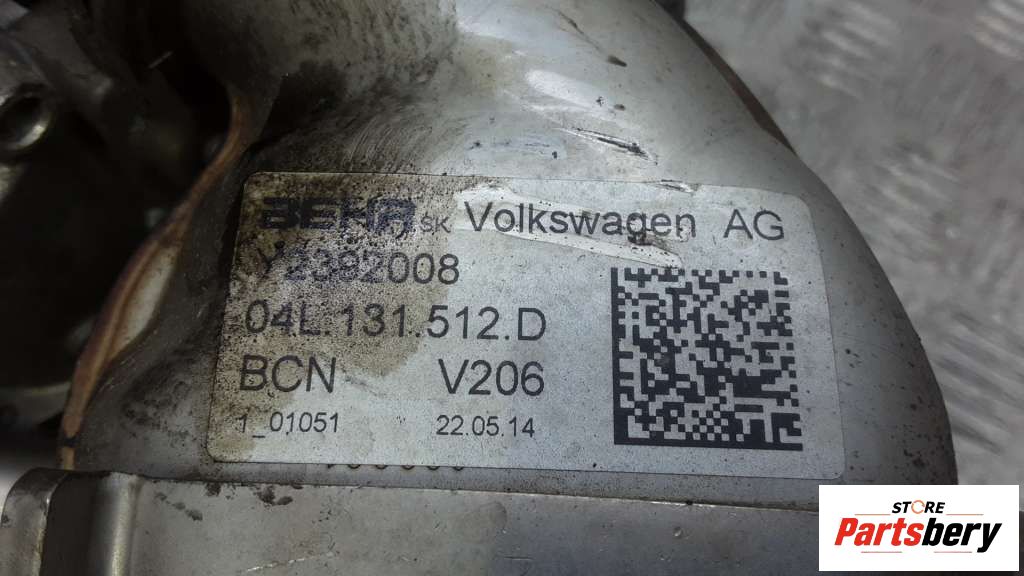 BEHR SK Volkswagen AG
Y2392008
04L.131.512.D
BCN V206
1_01051 22.05.14
STORE
Partsbery